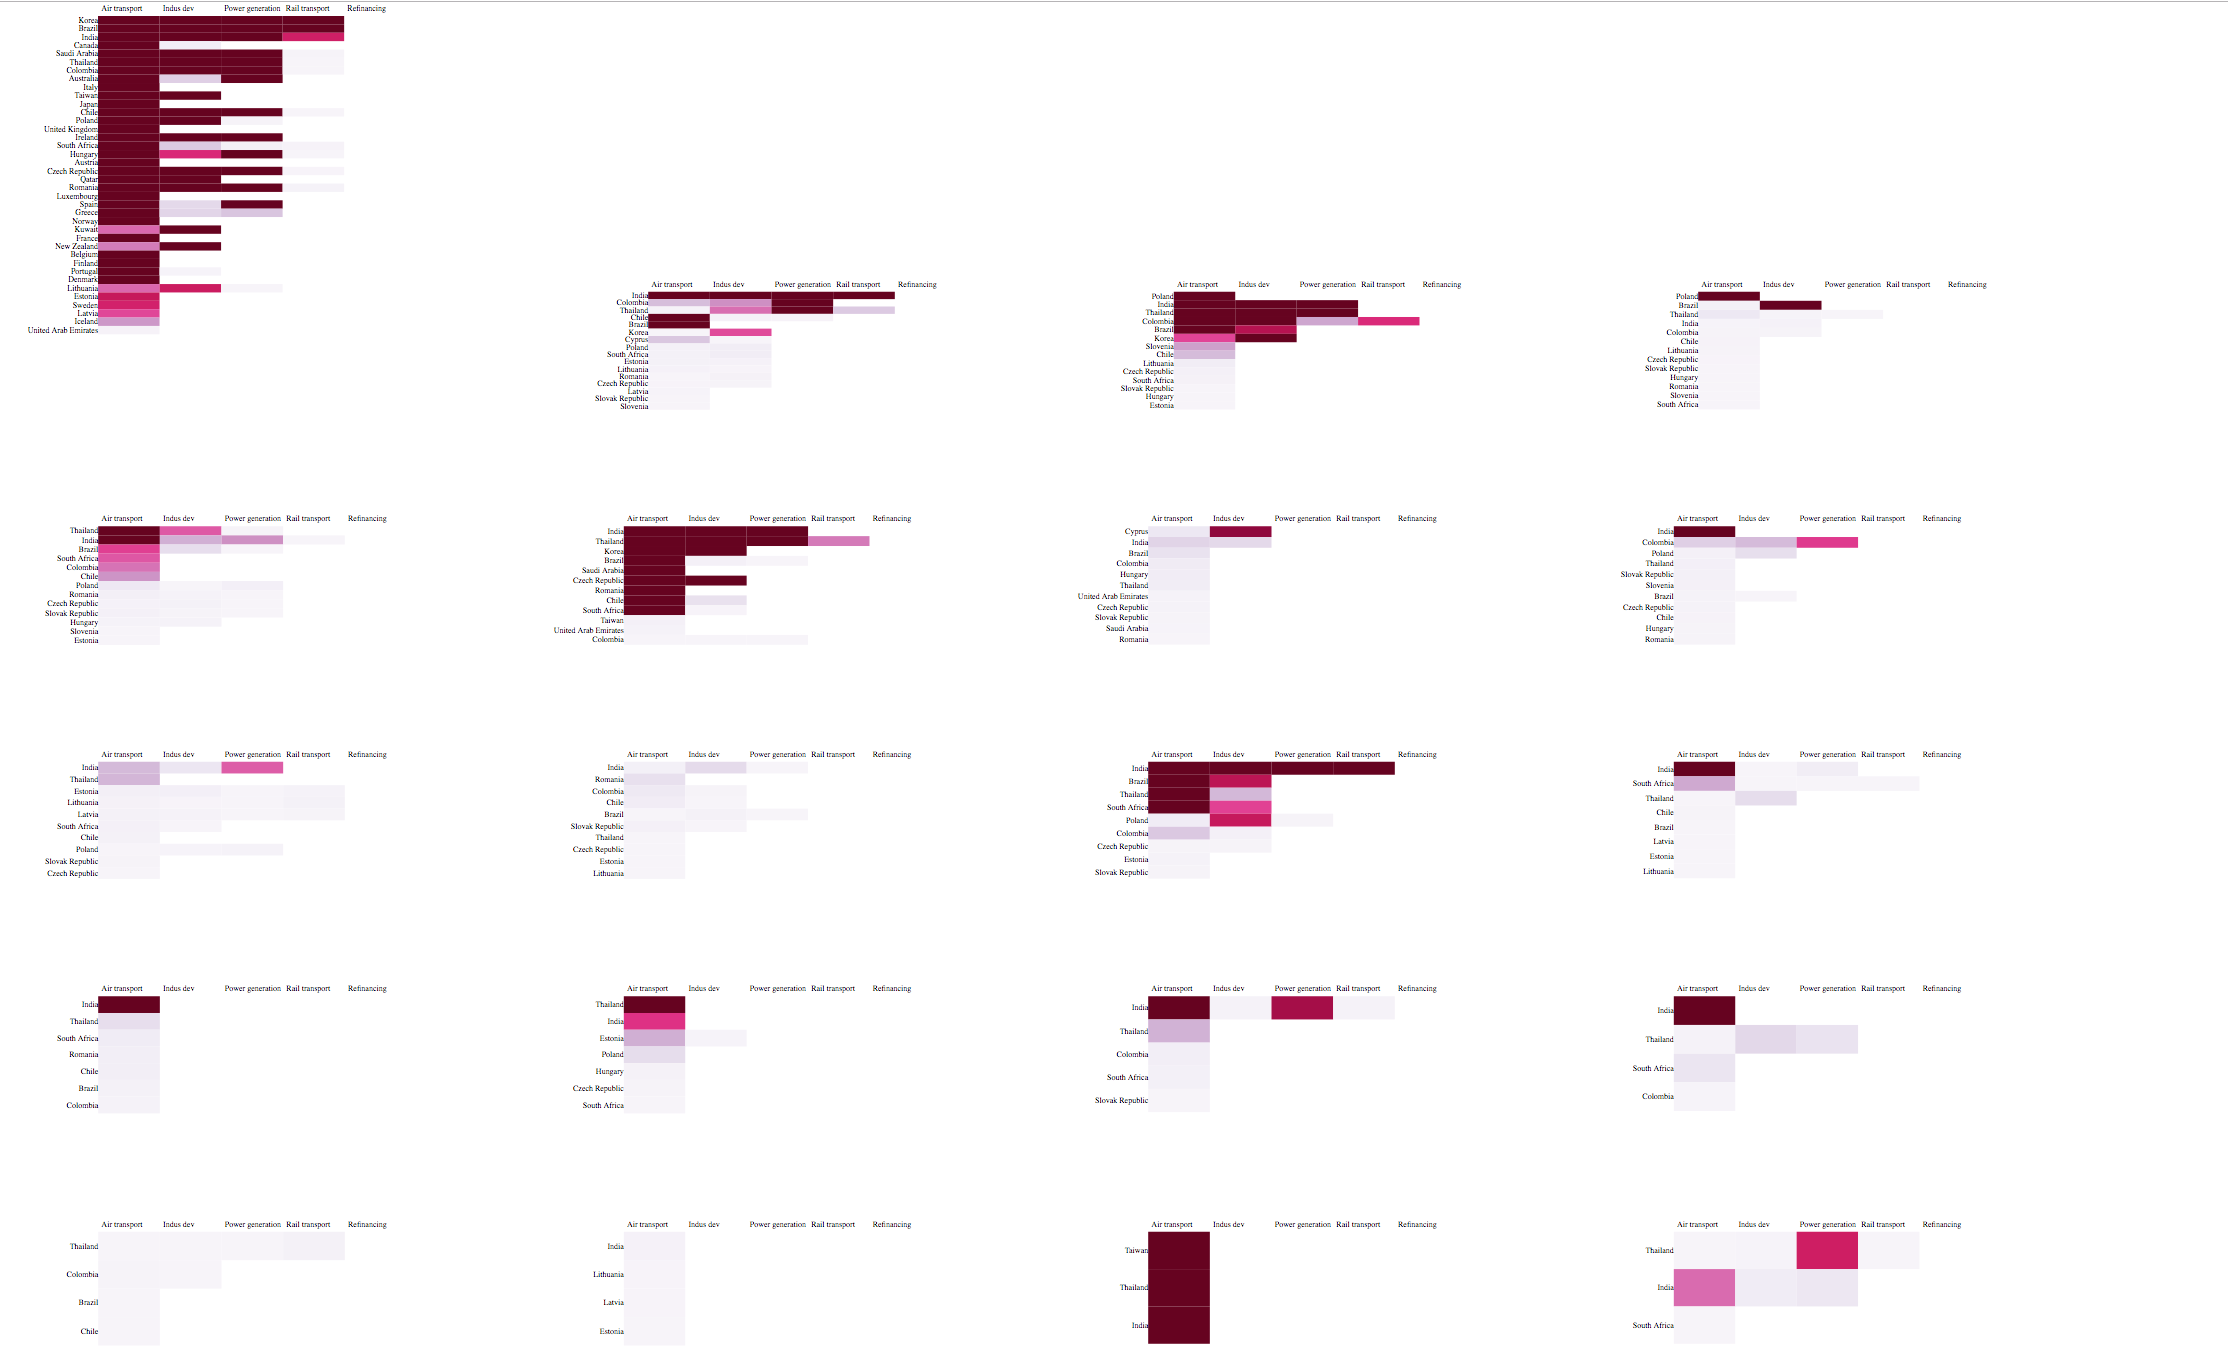 Air transport Indus dev Power generation Rail transport Refinancing
Korea
Brazil
India
Canada
Saudi Arabia
Thailand
Colombia
Australia
Italy
Taiwan
Japan
Chile
Poland
United Kingdom
Ireland
South Africa
Hungary
Austria
Czech Republic
Qatar
Romania
Luxembourg
Spain
Greece
Norway
Kuwait
France
New Zealand
Belgium
Finland
Portugal
Denmark
Lithuania
Estonia
Sweden
Latvia
Iceland
United Arab Emirates
Air transport Indus dev Power generation Rail transport Refinancing
India
Colombia
Thailand
Chile
Brazil
Korea
Cyprus
Poland
South Africa
Estonia
Lithuania
Romania
Czech Republic
Latvia
Slovak Republic
Slovenia
Air transport Indus dev Power generation Rail transport Refinancing
Poland
India
Thailand
Colombia
Brazil
Korea
Slovenia
Chile
Lithuania
Czech Republic
South Africa
Slovak Republic
Hungary
Estonia
Air transport Indus dev Power generation Rail transport Refinancing
Poland
Brazil
Thailand
India
Colombia
Chile
Lithuania
Czech Republic
Slovak Republic
Hungary
Romania
Slovenia
South Africa
Air transport Indus dev Power generation Rail transport Refinancing
Thailand
India
Brazil
South Africa
Colombia
Chile
Poland
Romania
Czech Republic
Slovak Republic
Hungary
Slovenia
Estonia
Air transport Indus dev Power generation Rail transport Refinancing
India
Thailand
Korea
Brazil
Saudi Arabia
Czech Republic
Romania
Chile
South Africa
Taiwan
United Arab Emirates
Colombia
Air transport Indus dev Power generation Rail transport Refinancing
Cyprus
India
Brazil
Colombia
Hungary
Thailand
United Arab Emirates
Czech Republic
Slovak Republic
Saudi Arabia
Romania
Air transport Indus dev Power generation Rail transport Refinancing
India
Colombia
Poland
Thailand
Slovak Republic
Slovenia
Brazil
Czech Republic
Chile
Hungary
Romania
Air transport Indus dev Power generation Rail transport Refinancing
India
Thailand
Estonia
Lithuania
Latvia
South Africa
Chile
Poland
Slovak Republic
Czech Republic
Air transport Indus dev Power generation Rail transport Refinancing
India
Romania
Colombia
Chile
Brazil
Slovak Republic
Thailand
Czech Republic
Estonia
Lithuania
Air transport Indus dev Power generation Rail transport Refinancing
India
Brazil
Thailand
South Africa
Poland
Colombia
Czech Republic
Estonia
Slovak Republic
Air transport Indus dev Power generation Rail transport Refinancing
India
South Africa
Thailand
Chile
Brazil
Latvia
Estonia
Lithuania
Air transport Indus dev Power generation Rail transport Refinancing
India
Thailand
South Africa
Romania
Chile
Brazil
Colombia
Air transport Indus dev Power generation Rail transport Refinancing
Thailand
India
Estonia
Poland
Hungary
Czech Republic
South Africa
Air transport Indus dev Power generation Rail transport Refinancing
India
Thailand
Colombia
South Africa
Slovak Republic
Air transport Indus dev Power generation Rail transport Refinancing
India
Thailand
South Africa
Colombia
Air transport Indus dev Power generation Rail transport Refinancing
Thailand
Colombia
Brazil
Chile
Air transport Indus dev Power generation Rail transport Refinancing
India
Lithuania
Latvia
Estonia
Air transport Indus dev Power generation Rail transport Refinancing
Taiwan
Thailand
India
Air transport Indus dev Power generation Rail transport Refinancing
Thailand
India
South Africa